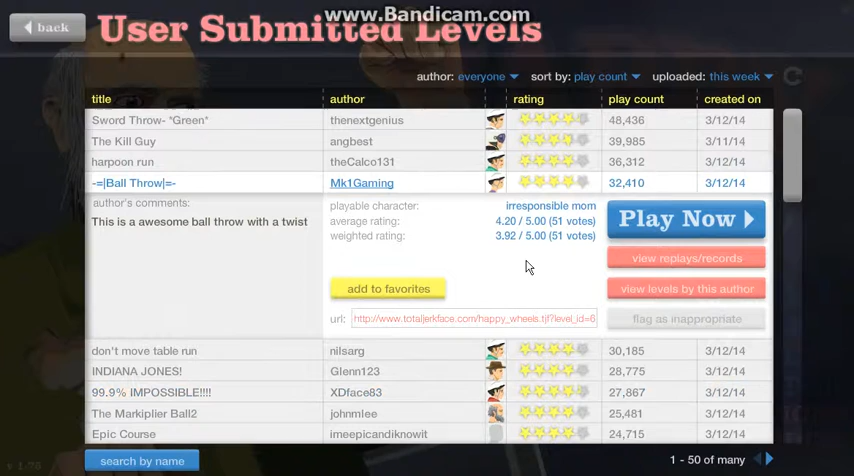 www.Bandicam.com
back
User Submitted Levels
author: everyone sort by: play count uploaded: this week
title author rating play count created on
Sword Throw- *Green* thenextgenius 48,436 3/12/14
The Kill Guy angbest 39,985 3/11/14
harpoon run theCalco131 36,312 3/12/14
-=|Ball Throw|=- Mk1Gaming 32,410 3/12/14
author's comments:
This is a awesome ball throw with a twist
playable character: irresponsible mom
average rating: 4.20 / 5.00 (51 votes)
weighted rating: 3.92 / 5.00 (51 votes)
Play Now
view replays/records
add to favorites
view levels by this author
url: http://www.totaljerkface.com/happy_wheels.tjf?level_id=6
flag as inappropriate
don't move table run nilsarg 30,185 3/12/14
INDIANA JONES! Glenn123 28,775 3/12/14
99.9% IMPOSSIBLE!!!! XDface83 27,867 3/12/14
The Markiplier Ball2 johnmlee 25,481 3/12/14
Epic Course imeepicandiknowit 24,715 3/12/14
search by name
1 - 50 of many